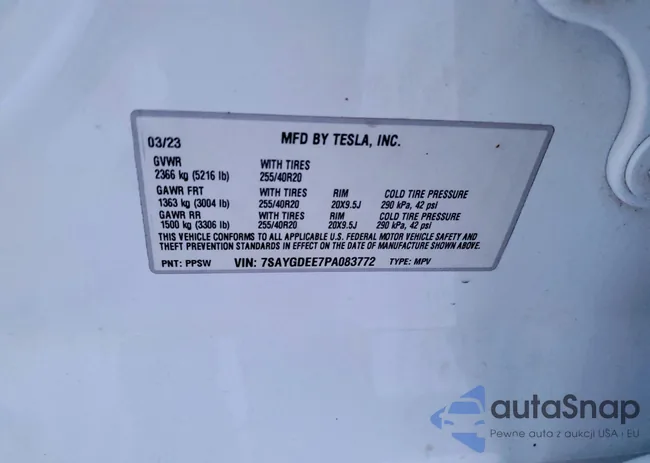 03/23 MFD BY TESLA, INC.
GVWR WITH TIRES
2366 kg (5216 lb) 255/40R20
GAWR FRT WITH TIRES RIM COLD TIRE PRESSURE
1363 kg (3004 lb) 255/40R20 20X9.5J 290 kPa, 42 psi
GAWR RR WITH TIRES RIM COLD TIRE PRESSURE
1500 kg (3306 lb) 255/40R20 20X9.5J 290 kPa, 42 psi
THIS VEHICLE CONFORMS TO ALL APPLICABLE U.S. FEDERAL MOTOR VEHICLE SAFETY AND
THEFT PREVENTION STANDARDS IN EFFECT ON THE DATE OF MANUFACTURE SHOWN ABOVE.
PNT: PPSW VIN: 7SAYGDEE7PA083772 TYPE: MPV
autaSnap
Pewne auta z aukcji USA i EU